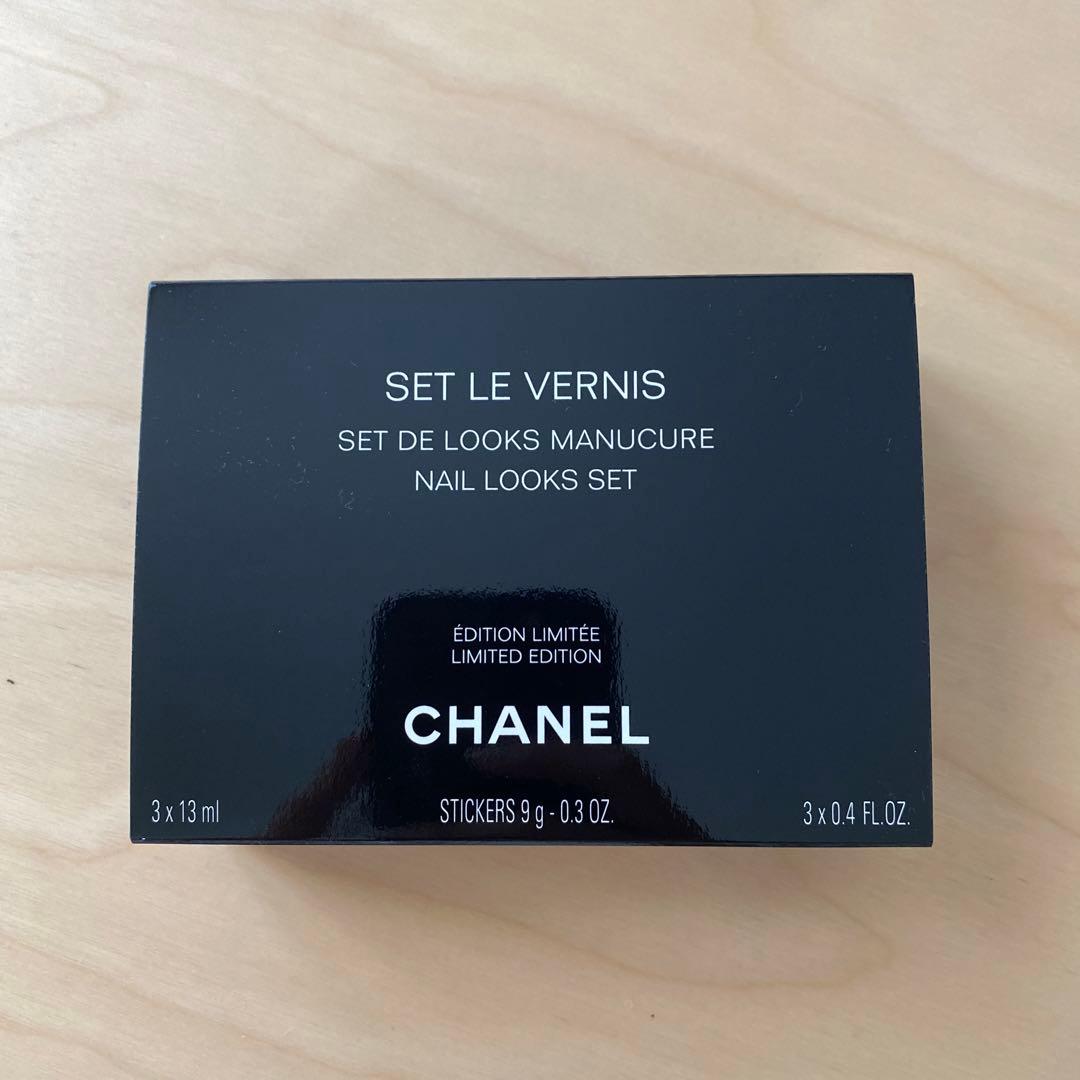 SET LE VERNIS
SET DE LOOKS MANUCURE
NAIL LOOKS SET
ÉDITION LIMITÉE
LIMITED EDITION
CHANEL
3 x 13 ml
STICKERS 9 g - 0.3 OZ.
3 x 0.4 FL.OZ.